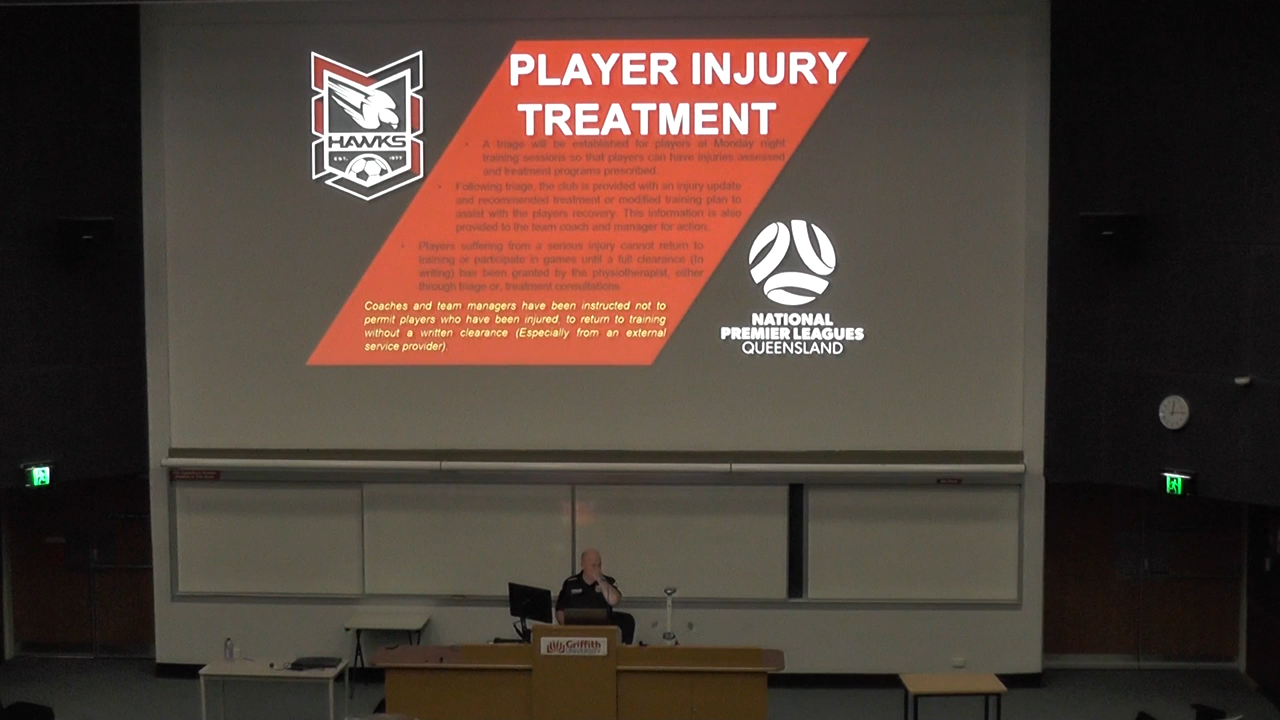 PLAYER INJURY
TREATMENT
HAWKS
EST. 1977
• A triage will be established for players at Monday night
training sessions so that players can have injuries assessed
and treatment programs prescribed.
• Following triage, the club is provided with an injury update
and recommended treatment or modified training plan to
assist with the players recovery. This information is also
provided to the team coach and manager for action.
• Players suffering from a serious injury cannot return to
training or participate in games until a full clearance (In
writing) has been granted by the physiotherapist, either
through triage or, treatment consultations
Coaches and team managers have been instructed not to
permit players who have been injured, to return to training
without a written clearance (Especially from an external
service provider).
NATIONAL
PREMIER LEAGUES
QUEENSLAND
Griffith
UNIVERSITY